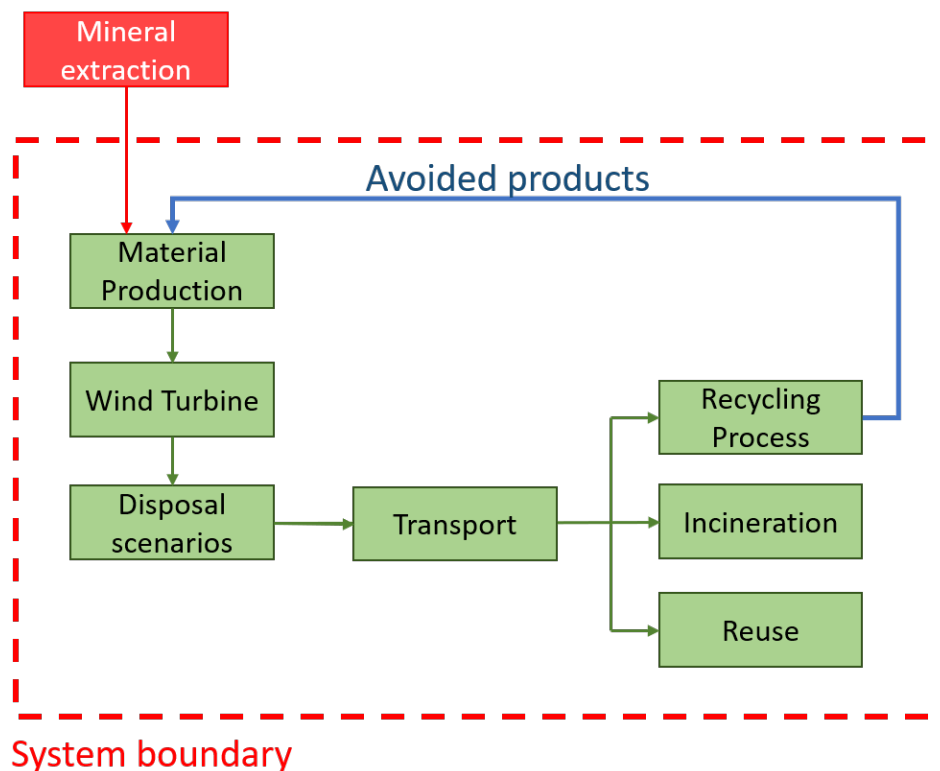 Mineral
extraction
Avoided products
Material
Production
Wind Turbine
Recycling
Process
Disposal
scenarios
Transport
Incineration
Reuse
System boundary